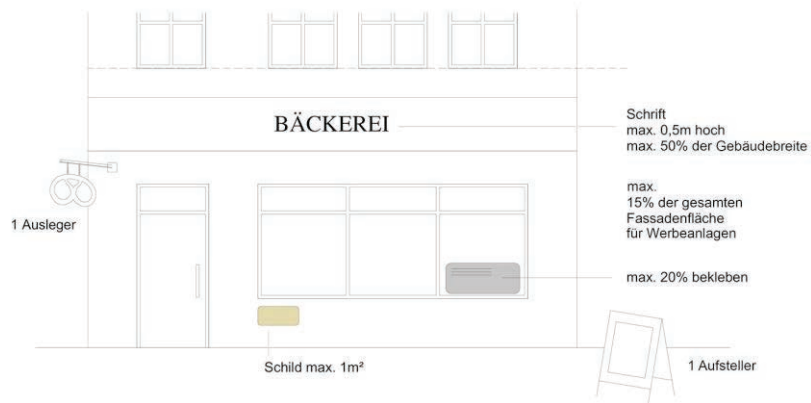 BÄCKEREI
Schrift
max. 0,5m hoch
max. 50% der Gebäudebreite
1 Ausleger
max.
15% der gesamten
Fassadenfläche
für Werbeanlagen
max. 20% bekleben
Schild max. 1m²
1 Aufsteller